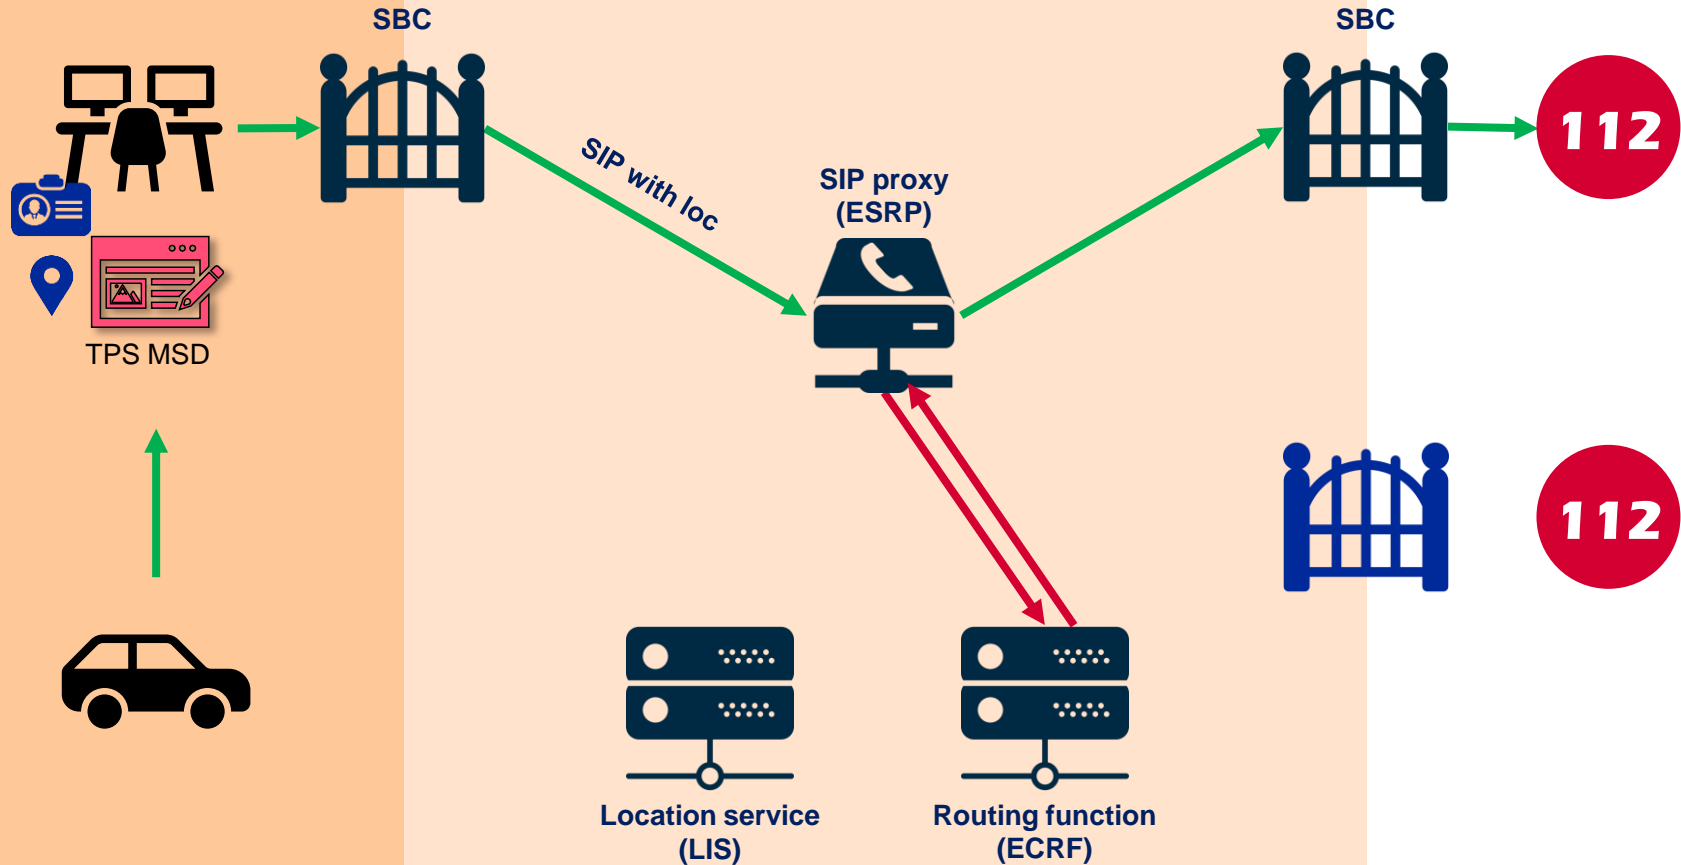 SBC
SBC
112
SIP with loc
SIP proxy
(ESRP)
TPS MSD
112
Location service
(LIS)
Routing function
(ECRF)